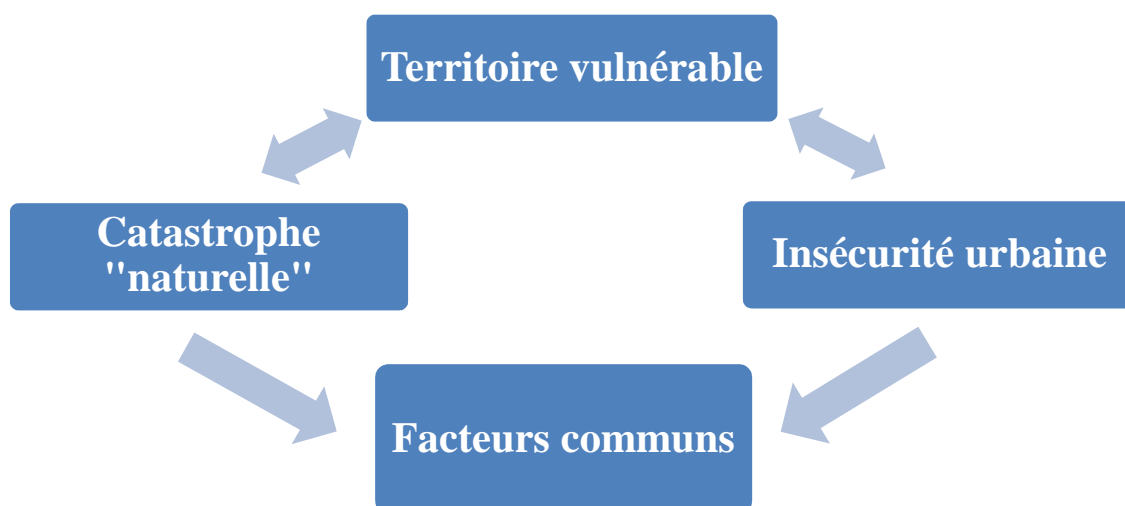 Territoire vulnérable
Catastrophe
"naturelle"
Insécurité urbaine
Facteurs communs